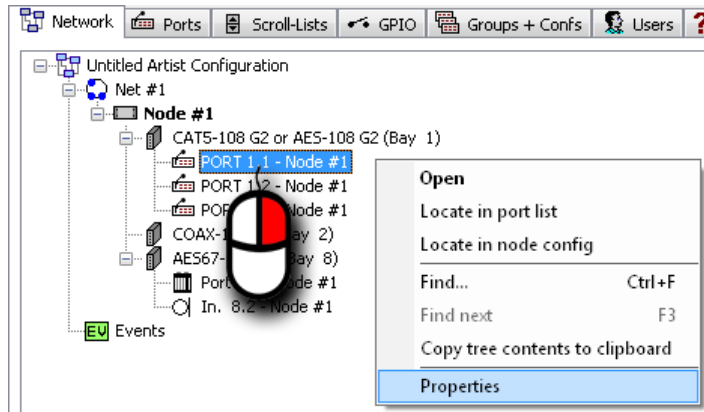 Network Ports Scroll-Lists GPIO Groups + Confs Users ?
Untitled Artist Configuration
Net #1
Node #1
CAT5-108 G2 or AES-108 G2 (Bay 1)
PORT 1.1 - Node #1
PORT 1.2 - Node #1
Node #1
COAX-1 ay 2)
AES67- Bay 8)
Port ode #1
In. 8.2 - Node #1
EV Events
Open
Locate in port list
Locate in node config
Find... Ctrl+F
Find next F3
Copy tree contents to clipboard
Properties